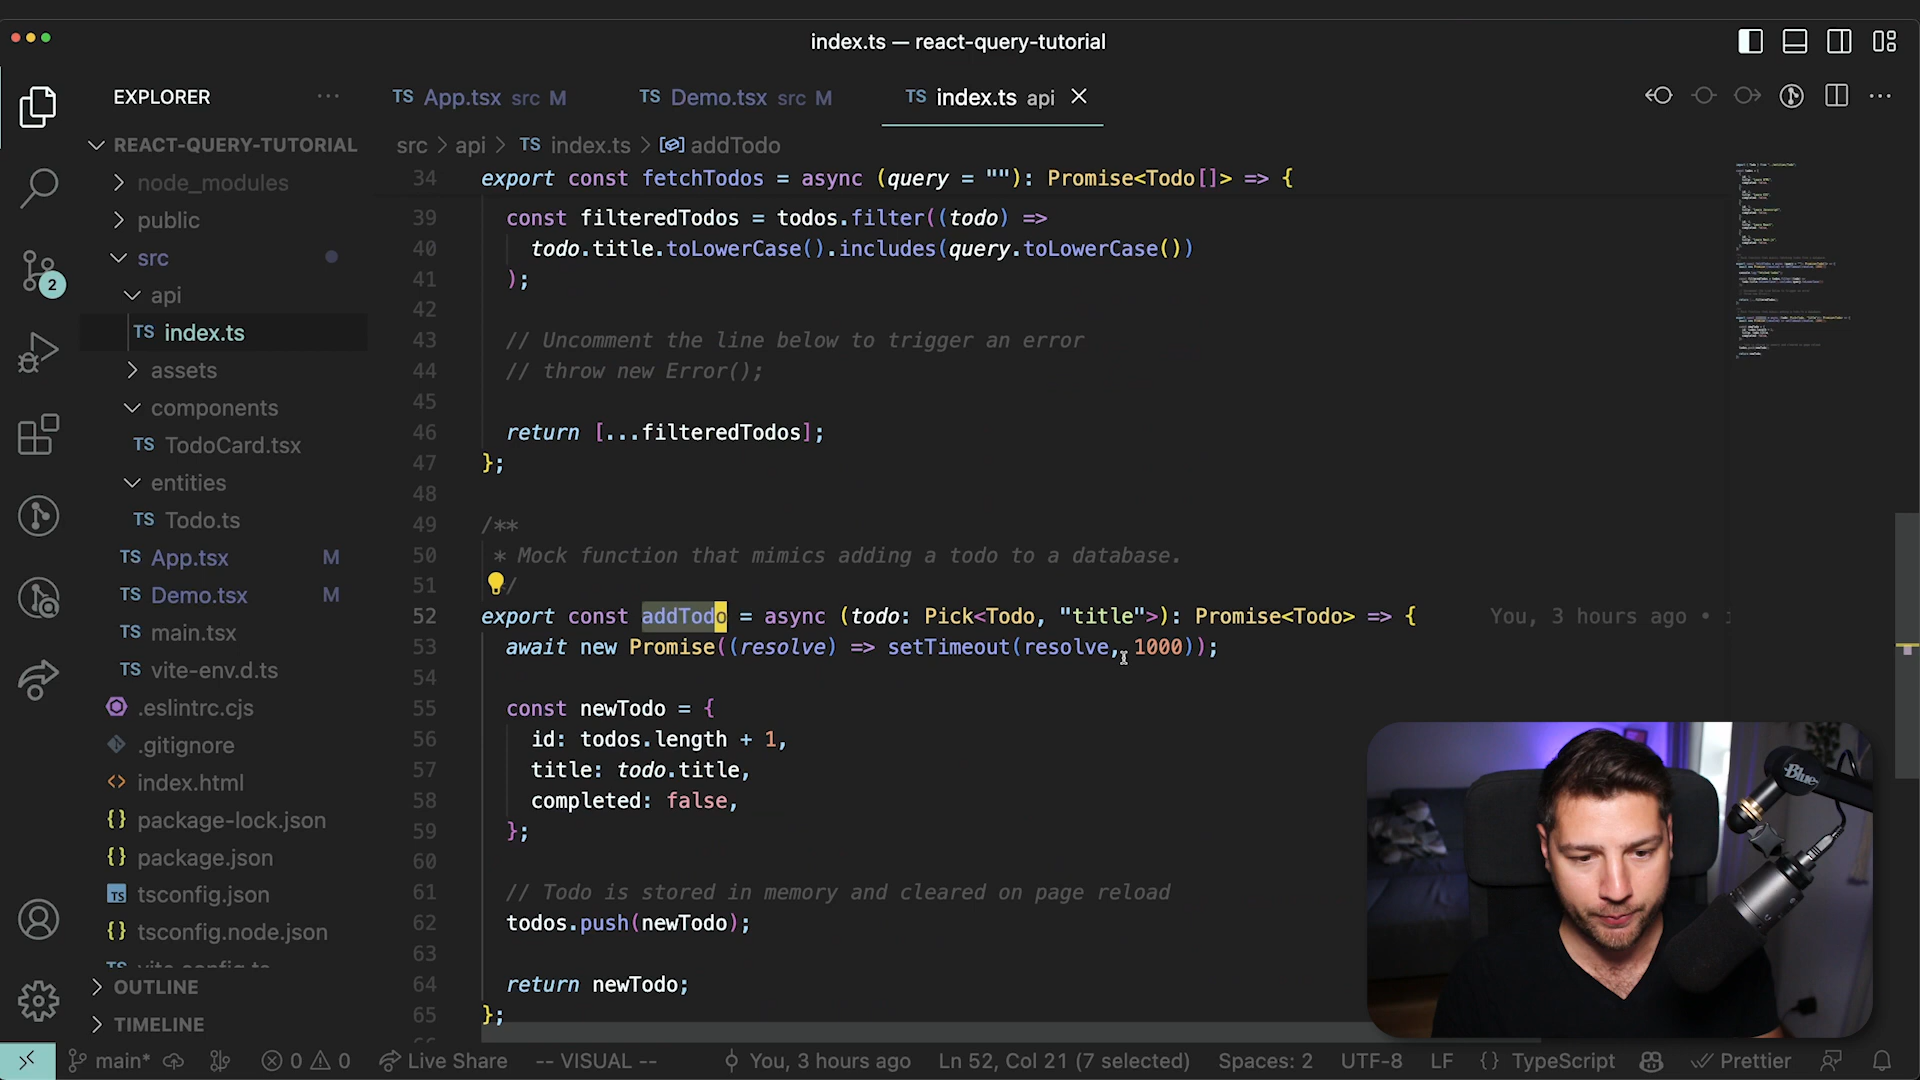 index.ts — react-query-tutorial
EXPLORER
TS App.tsx src M
TS Demo.tsx src M
TS index.ts api
REACT-QUERY-TUTORIAL
src > api > TS index.ts > addTodo
node_modules
public
src
api
TS index.ts
assets
components
TS TodoCard.tsx
entities
TS Todo.ts
TS App.tsx M
TS Demo.tsx M
TS main.tsx
TS vite-env.d.ts
.eslintrc.cjs
.gitignore
index.html
package-lock.json
package.json
tsconfig.json
tsconfig.node.json
OUTLINE
TIMELINE
2
34 export const fetchTodos = async (query = ""): Promise<Todo[]> => {
39 const filteredTodos = todos.filter((todo) =>
40 todo.title.toLowerCase().includes(query.toLowerCase())
41 );
42
43 // Uncomment the line below to trigger an error
44 // throw new Error();
45
46 return [...filteredTodos];
47 };
48
49 /**
50 * Mock function that mimics adding a todo to a database.
51 /
52 export const addTodo = async (todo: Pick<Todo, "title">): Promise<Todo> => { You, 3 hours ago •
53 await new Promise((resolve) => setTimeout(resolve, 1000));
54
55 const newTodo = {
56 id: todos.length + 1,
57 title: todo.title,
58 completed: false,
59 };
60
61 // Todo is stored in memory and cleared on page reload
62 todos.push(newTodo);
63
64 return newTodo;
65 };
Blue
main* 0 0 Live Share -- VISUAL -- You, 3 hours ago Ln 52, Col 21 (7 selected) Spaces: 2 UTF-8 LF {} TypeScript Prettier